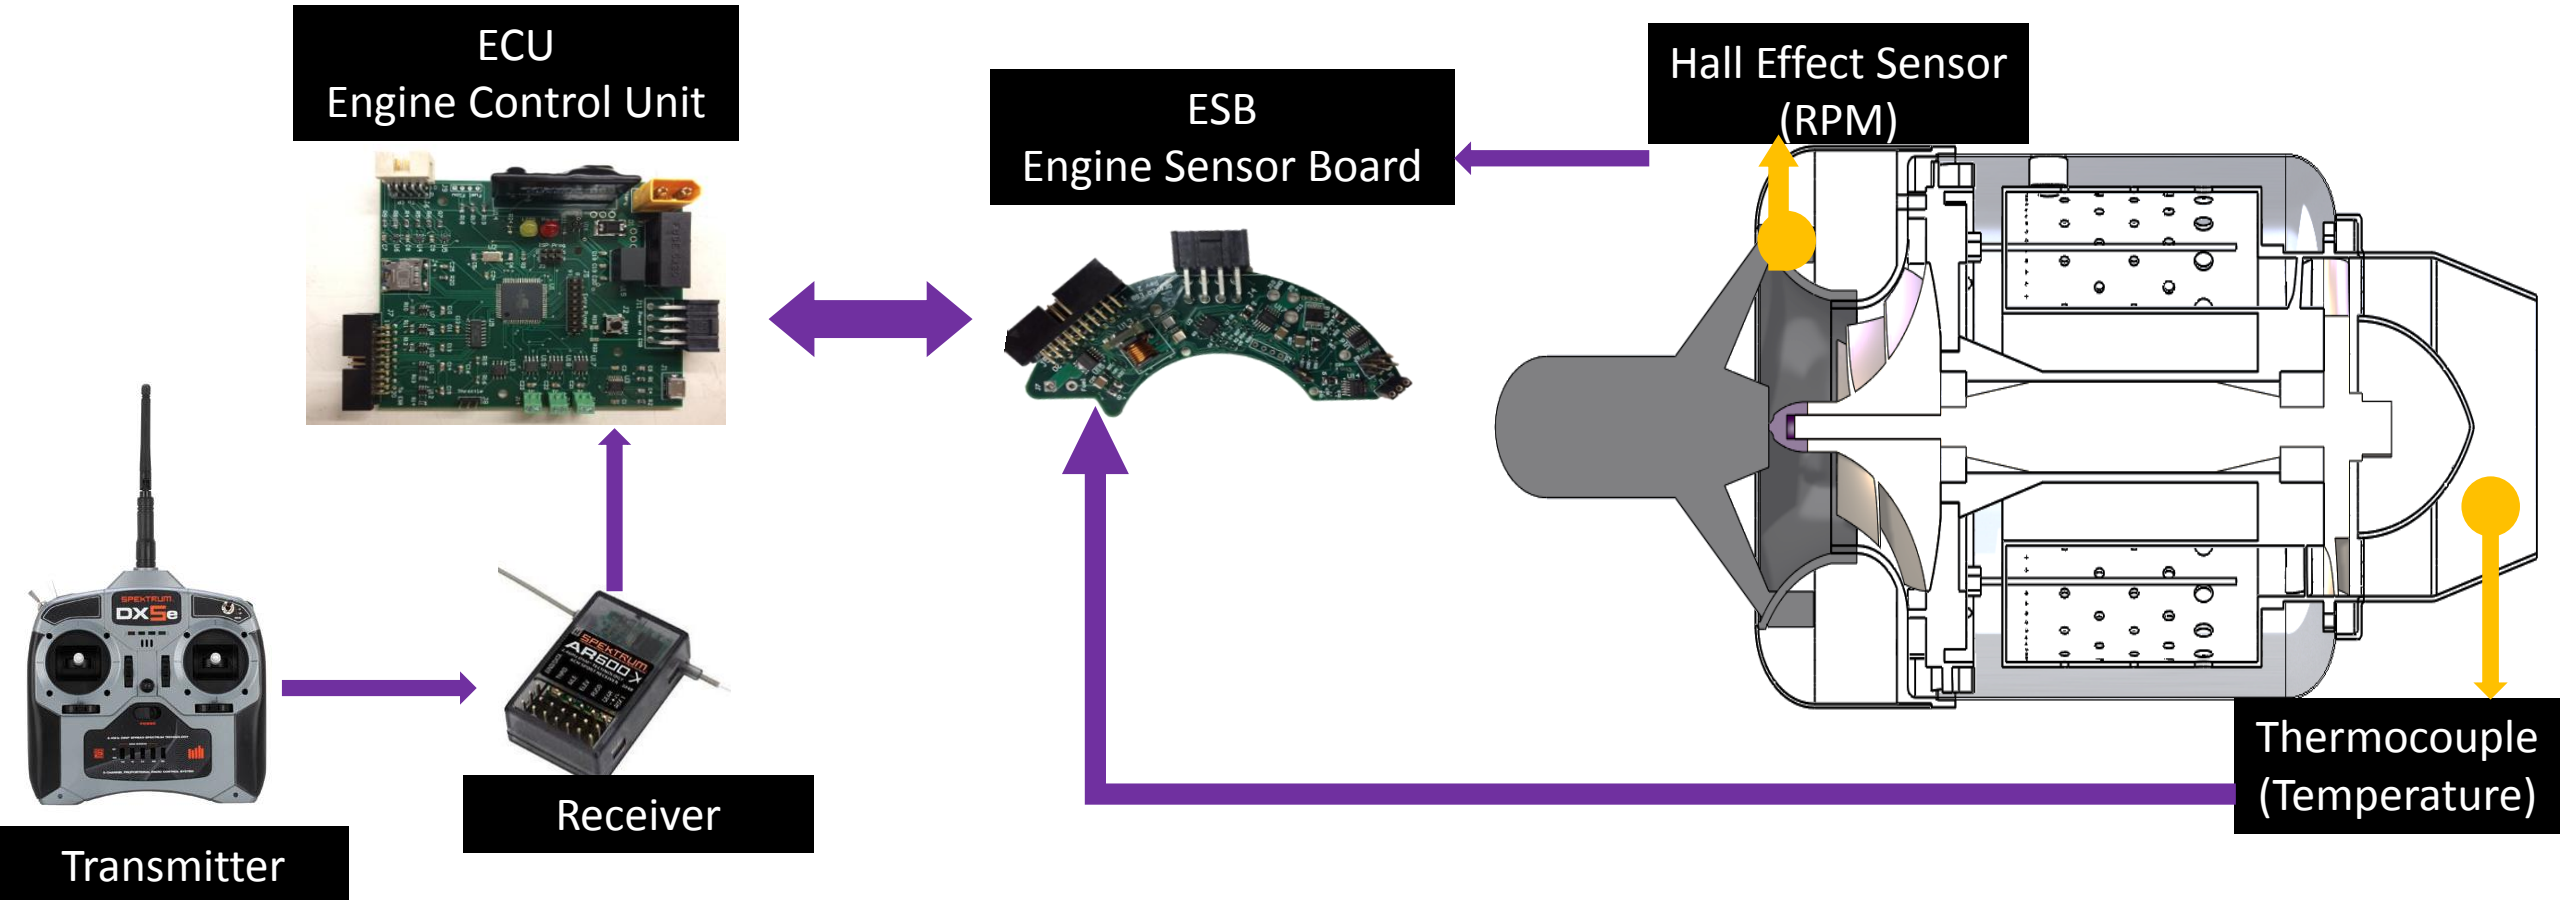 ECU
Engine Control Unit
ESB
Engine Sensor Board
Hall Effect Sensor
(RPM)
SPEKTRUM
DX5e
SPEKTRUM
AR600X
Receiver
Transmitter
Thermocouple
(Temperature)